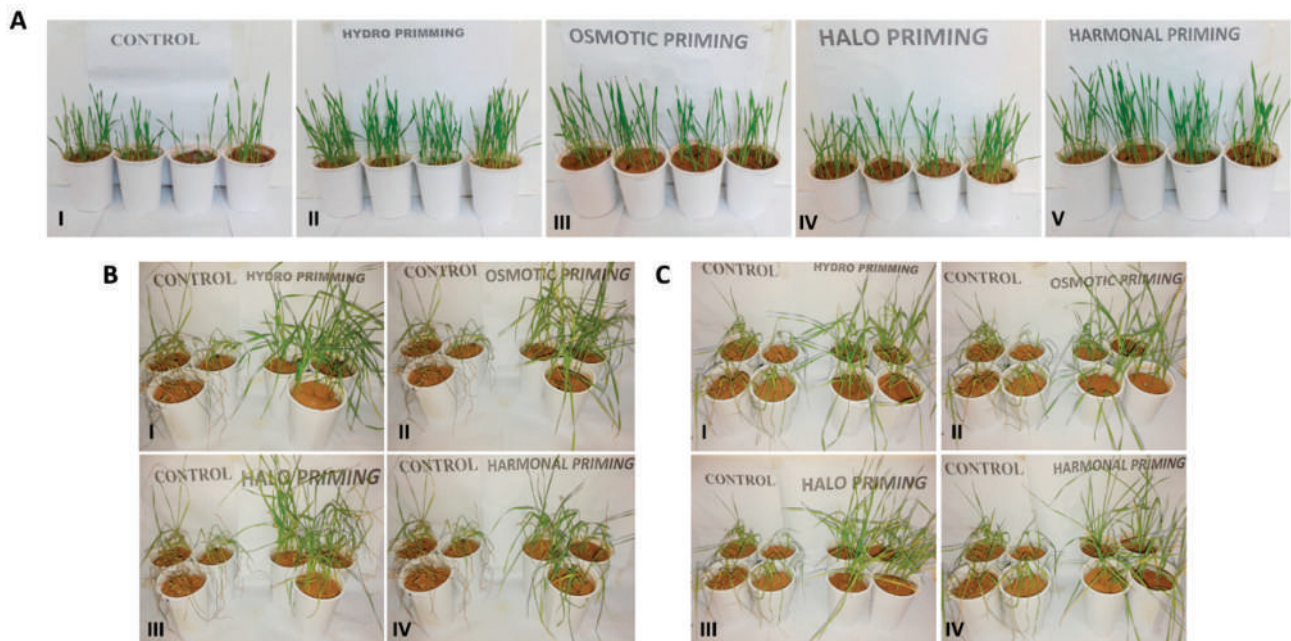 A
CONTROL
HYDRO PRIMMING
OSMOTIC PRIMING
HALO PRIMING
HARMONAL PRIMING
I
II
III
IV
V
B
CONTROL
HYDRO PRIMMING
I
CONTROL
OSMOTIC PRIMING
II
CONTROL
HALO PRIMING
III
CONTROL
HARMONAL PRIMING
IV
C
CONTROL
HYDRO PRIMMING
I
CONTROL
OSMOTIC PRIMING
II
CONTROL
HALO PRIMING
III
CONTROL
HARMONAL PRIMING
IV